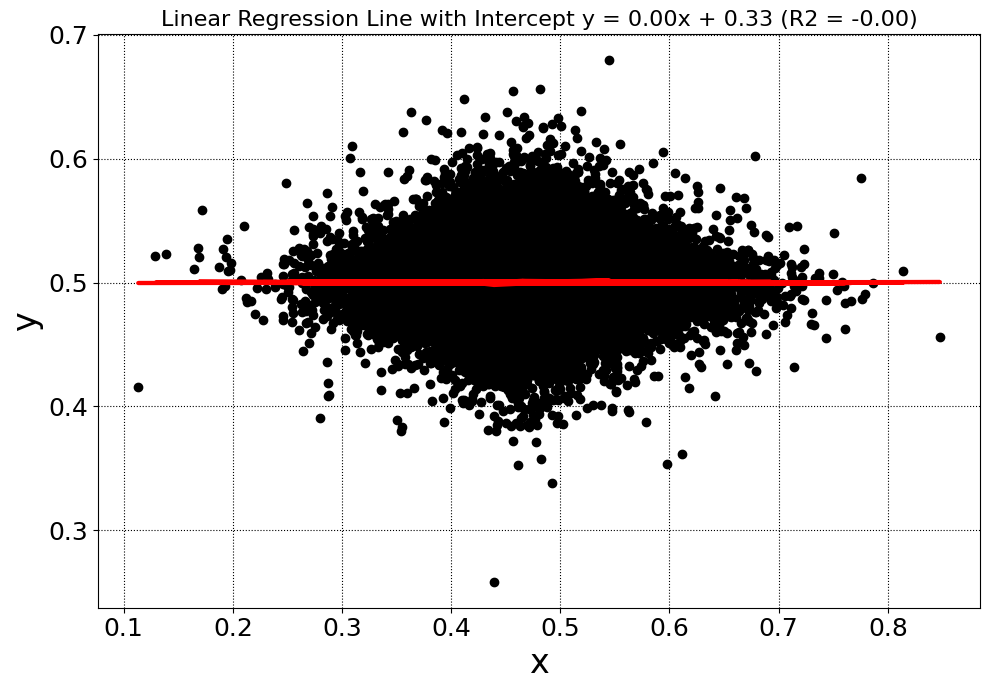 Linear Regression Line with Intercept y = 0.00x + 0.33 (R2 = -0.00)
0.7
0.6
0.5
0.4
0.3
y
0.1 0.2 0.3 0.4 0.5 0.6 0.7 0.8
x